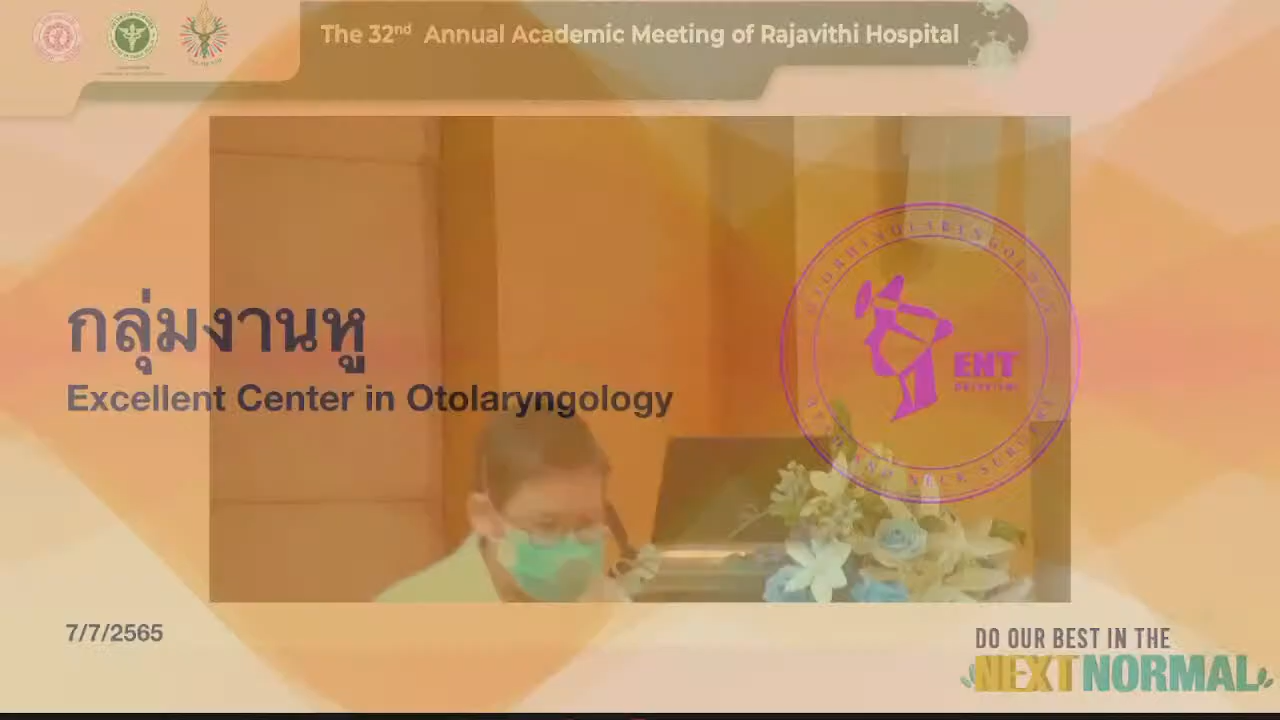 The 32nd Annual Academic Meeting of Rajavithi Hospital
กลุ่มงานหู
Excellent Center in Otolaryngology
ENT
7/7/2565
DO OUR BEST IN THE
NEXT NORMAL